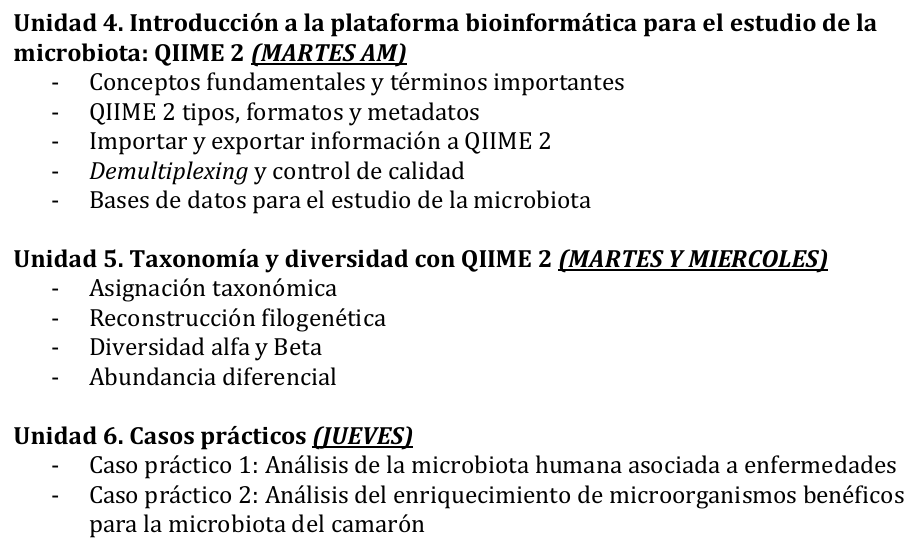 Unidad 4. Introducción a la plataforma bioinformática para el estudio de la
microbiota: QIIME 2 (MARTES AM)
- Conceptos fundamentales y términos importantes
- QIIME 2 tipos, formatos y metadatos
- Importar y exportar información a QIIME 2
- Demultiplexing y control de calidad
- Bases de datos para el estudio de la microbiota
Unidad 5. Taxonomía y diversidad con QIIME 2 (MARTES Y MIERCOLES)
- Asignación taxonómica
- Reconstrucción filogenética
- Diversidad alfa y Beta
- Abundancia diferencial
Unidad 6. Casos prácticos (JUEVES)
- Caso práctico 1: Análisis de la microbiota humana asociada a enfermedades
- Caso práctico 2: Análisis del enriquecimiento de microorganismos benéficos
para la microbiota del camarón